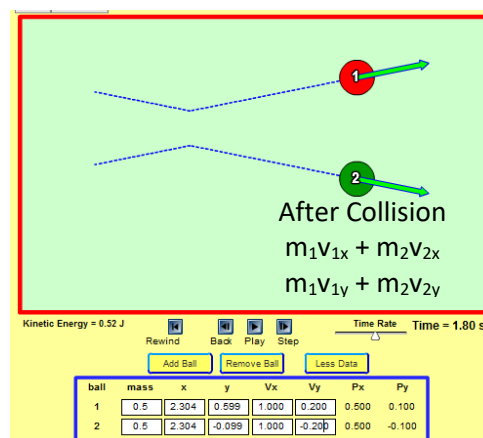 1
2
After Collision
m₁v₁ₓ + m₂v₂ₓ
m₁v₁y + m₂v₂y
Kinetic Energy = 0.52 J
Rewind Back Play Step
Time Rate Time = 1.80 s
Add Ball Remove Ball Less Data
ball mass x y Vx Vy Px Py
1 0.5 2.304 0.599 1.000 0.200 0.500 0.100
2 0.5 2.304 -0.099 1.000 -0.200 0.500 -0.100